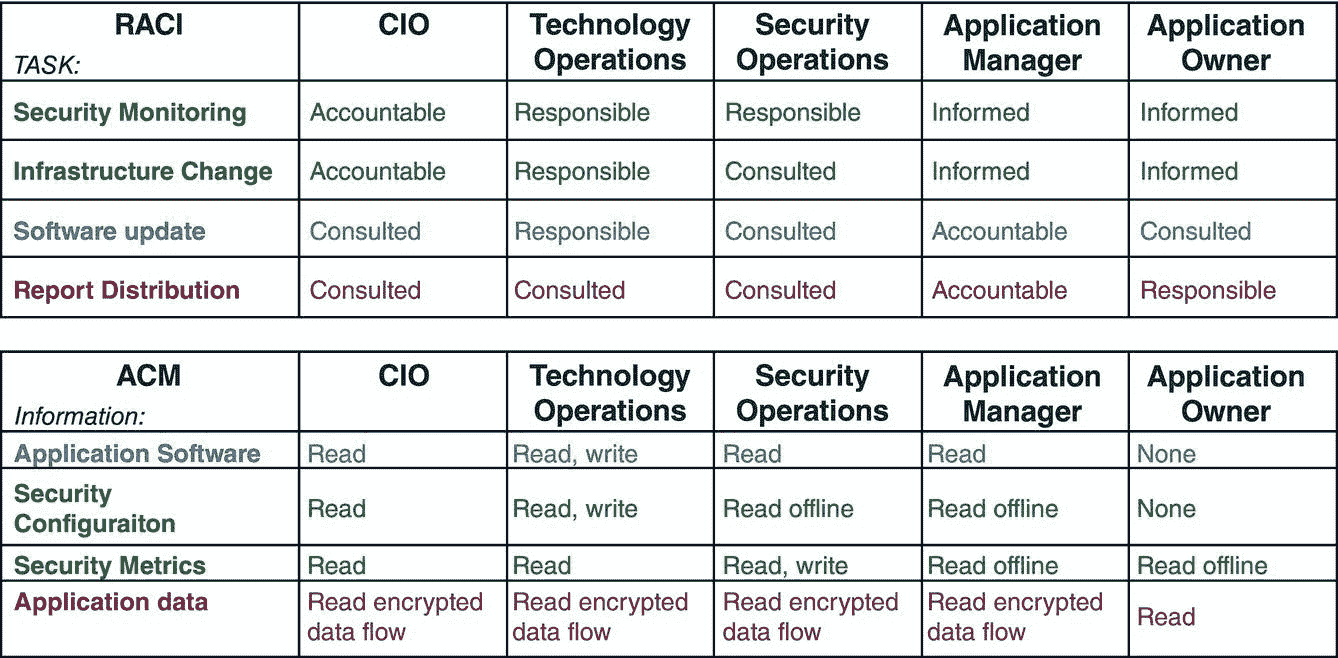 RACI CIO Technology Operations Security Operations Application Manager Application Owner
TASK:
Security Monitoring Accountable Responsible Responsible Informed Informed
Infrastructure Change Accountable Responsible Consulted Informed Informed
Software update Consulted Responsible Consulted Accountable Consulted
Report Distribution Consulted Consulted Consulted Accountable Responsible
ACM CIO Technology Operations Security Operations Application Manager Application Owner
Information:
Application Software Read Read, write Read Read None
Security Configuraiton Read Read, write Read offline Read offline None
Security Metrics Read Read Read, write Read offline Read offline
Application data Read encrypted data flow Read encrypted data flow Read encrypted data flow Read encrypted data flow Read